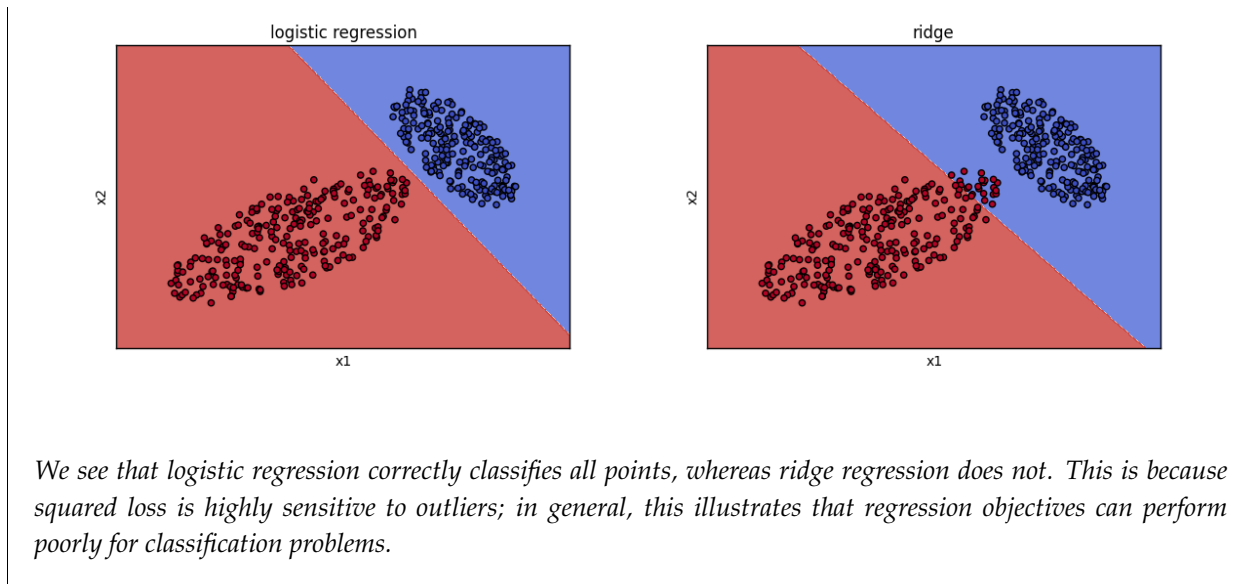 logistic regression
ridge
x2
x2
x1
x1
We see that logistic regression correctly classifies all points, whereas ridge regression does not. This is because
squared loss is highly sensitive to outliers; in general, this illustrates that regression objectives can perform
poorly for classification problems.